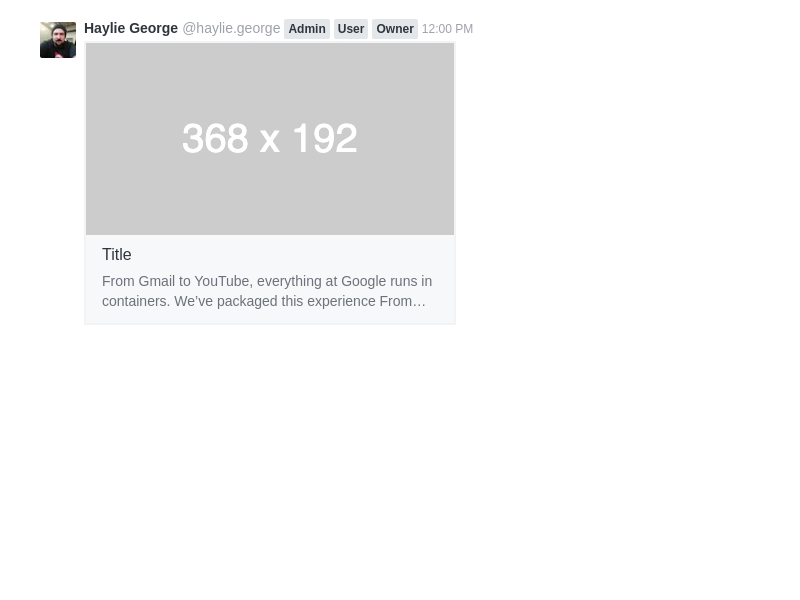 Haylie George @haylie.george Admin User Owner 12:00 PM
368 x 192
Title
From Gmail to YouTube, everything at Google runs in
containers. We’ve packaged this experience From…